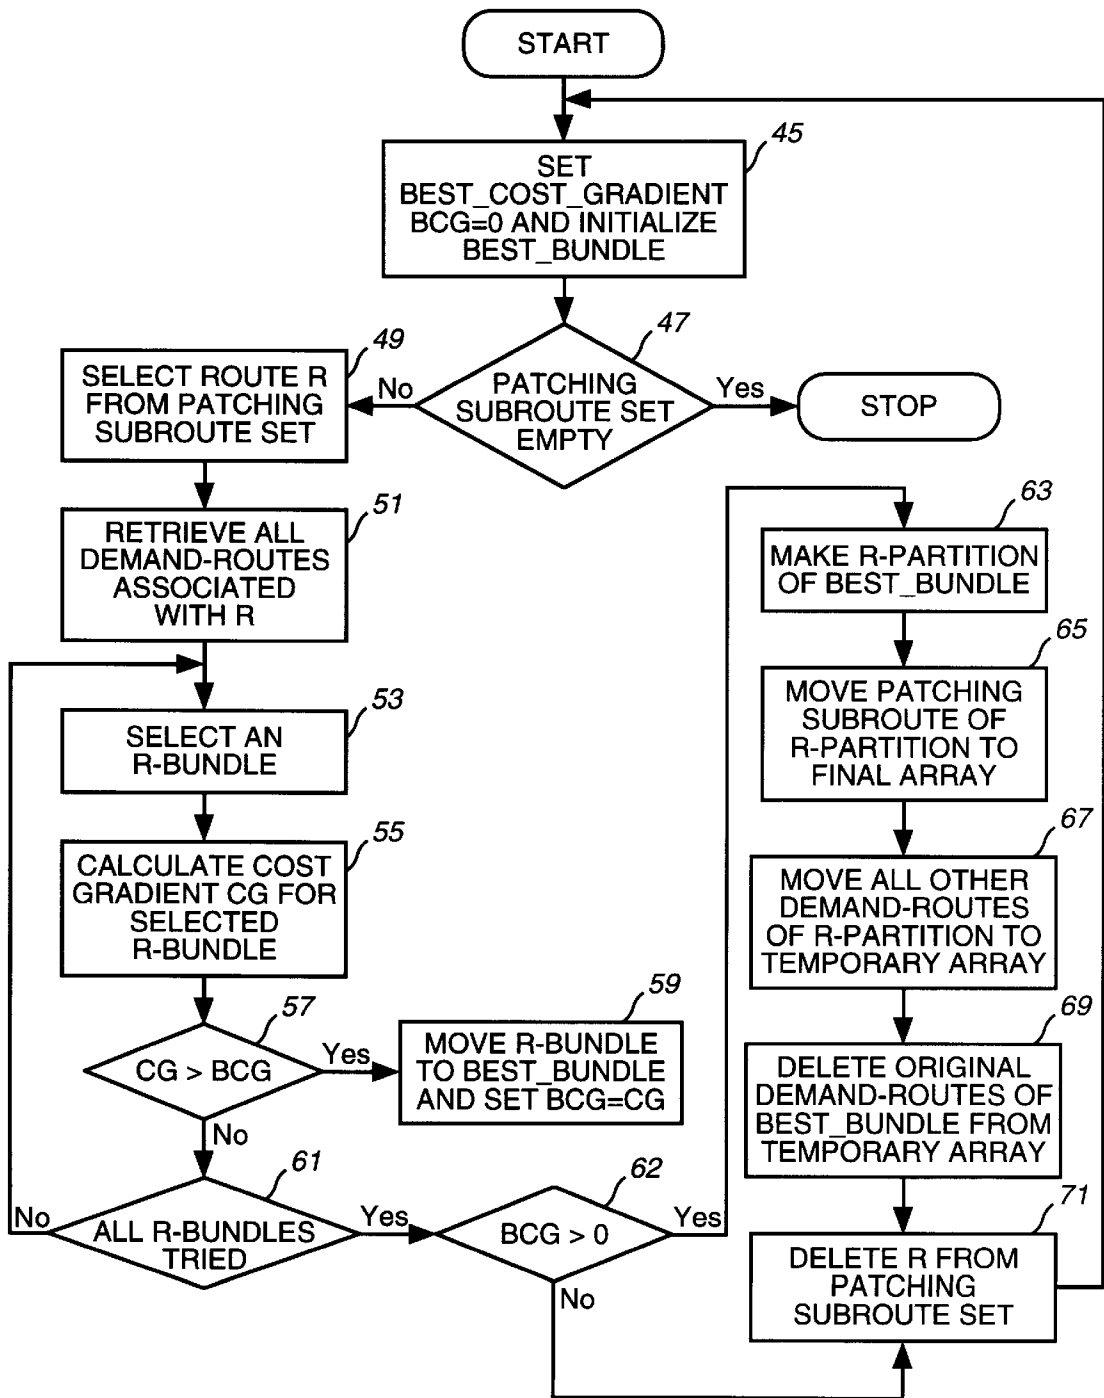 START
45
SET
BEST_COST_GRADIENT
BCG=0 AND INITIALIZE
BEST_BUNDLE
47
PATCHING
SUBROUTE SET
EMPTY
No
Yes
STOP
49
SELECT ROUTE R
FROM PATCHING
SUBROUTE SET
51
RETRIEVE ALL
DEMAND-ROUTES
ASSOCIATED
WITH R
53
SELECT AN
R-BUNDLE
55
CALCULATE COST
GRADIENT CG FOR
SELECTED
R-BUNDLE
57
CG > BCG
Yes
No
59
MOVE R-BUNDLE
TO BEST_BUNDLE
AND SET BCG=CG
61
ALL R-BUNDLES
TRIED
No
Yes
62
BCG > 0
Yes
No
63
MAKE R-PARTITION
OF BEST_BUNDLE
65
MOVE PATCHING
SUBROUTE OF
R-PARTITION TO
FINAL ARRAY
67
MOVE ALL OTHER
DEMAND-ROUTES
OF R-PARTITION TO
TEMPORARY ARRAY
69
DELETE ORIGINAL
DEMAND-ROUTES OF
BEST_BUNDLE FROM
TEMPORARY ARRAY
71
DELETE R FROM
PATCHING
SUBROUTE SET